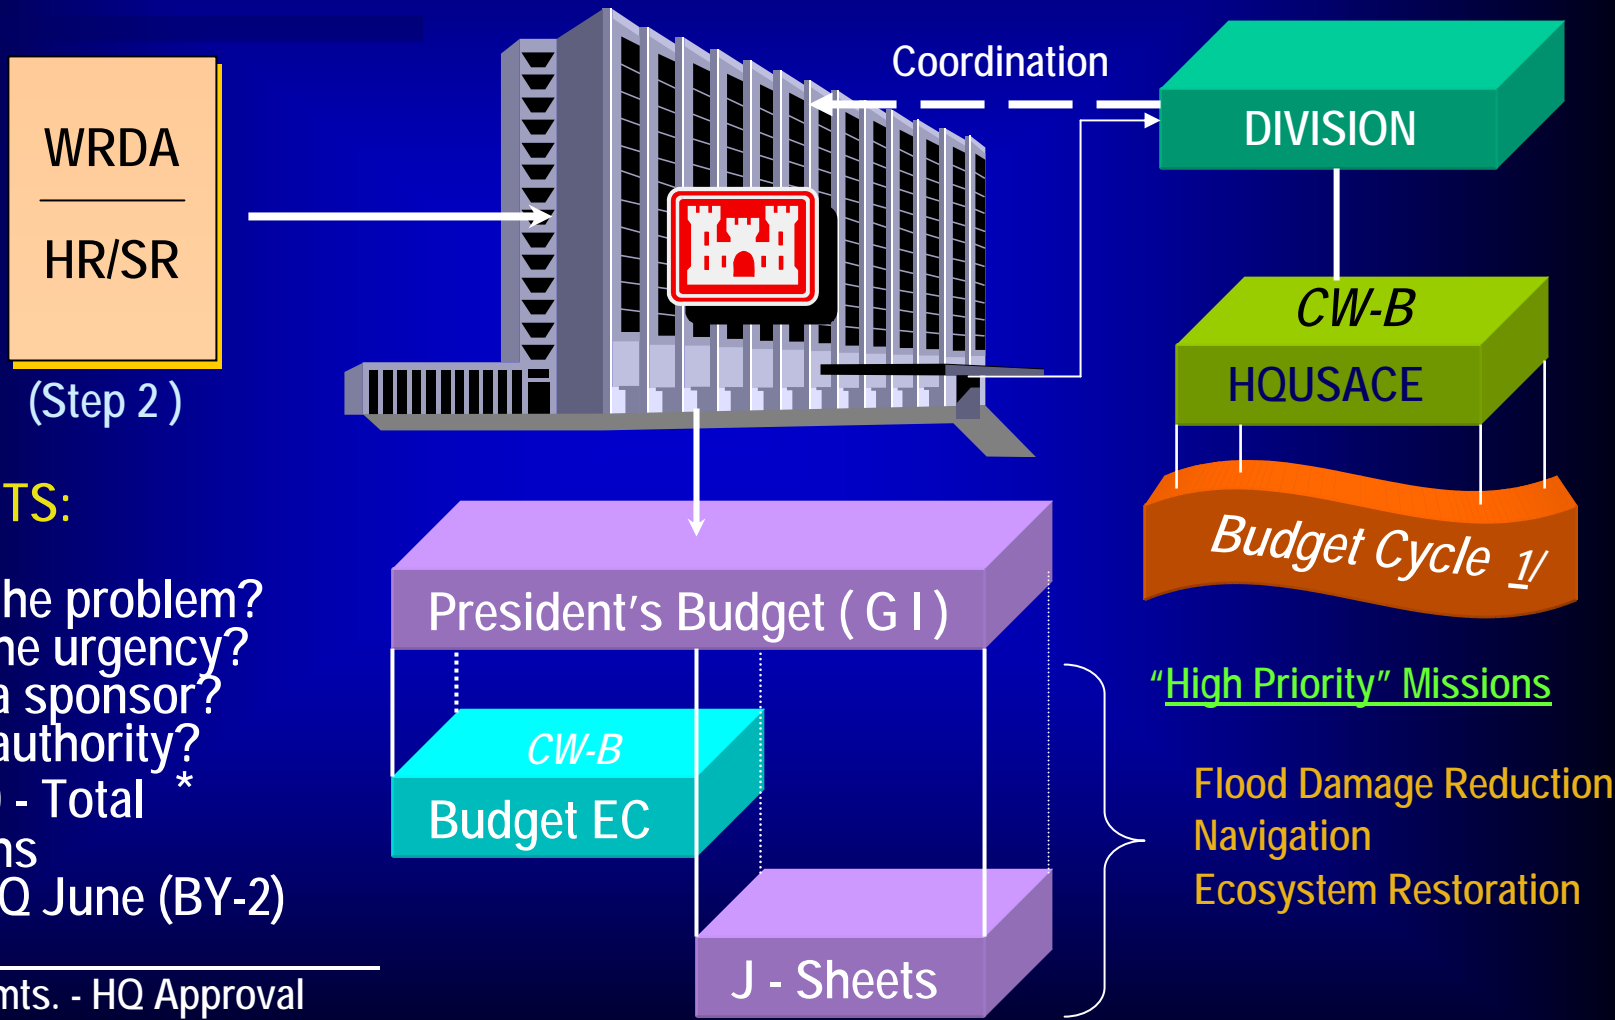 WRDA
HR/SR
(Step 2 )
TS:
he problem?
he urgency?
a sponsor?
authority?
) - Total *
ns
Q June (BY-2)
mts. - HQ Approval
Coordination
DIVISION
CW-B
HQUSACE
Budget Cycle 1/
President's Budget ( G I )
CW-B
Budget EC
J - Sheets
“High Priority” Missions
Flood Damage Reduction
Navigation
Ecosystem Restoration